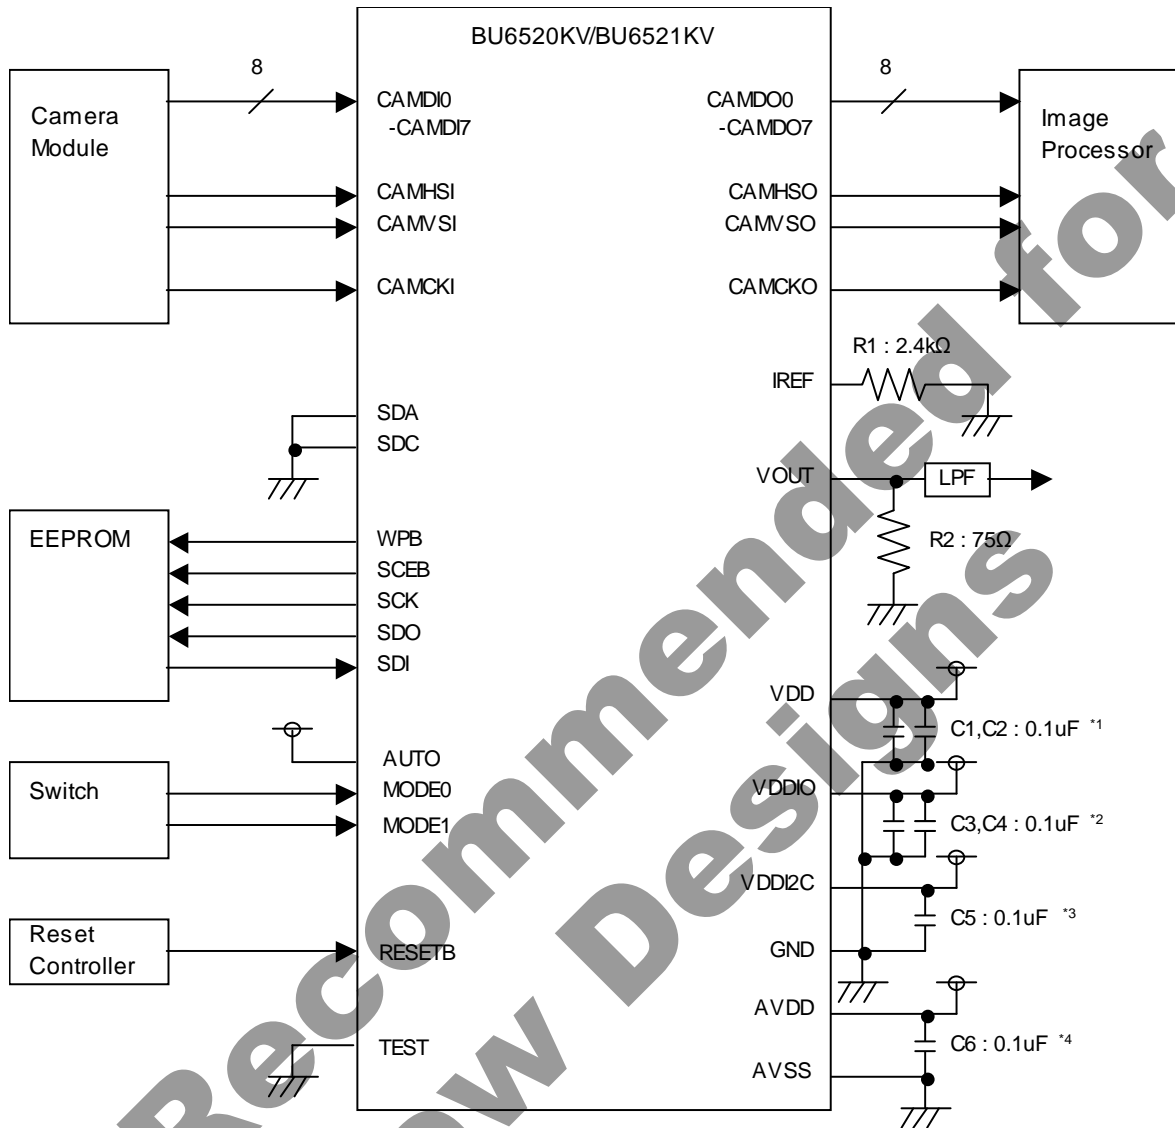 BU6520KV/BU6521KV
8
8
Camera
Module
CAMDI0
-CAMDI7
CAMDO0
-CAMDO7
Image
Processor
CAMHSI
CAMHSO
CAMVSI
CAMVSO
CAMCKI
CAMCKO
R1 : 2.4kΩ
IREF
SDA
SDC
VOUT
LPF
EEPROM
WPB
R2 : 75Ω
SCEB
SCK
SDO
SDI
VDD
C1,C2 : 0.1uF *1
AUTO
VDDIO
Switch
MODE0
MODE1
C3,C4 : 0.1uF *2
VDDI2C
C5 : 0.1uF *3
Reset
Controller
RESETB
GND
AVDD
TEST
C6 : 0.1uF *4
AVSS
Recommended for
Designs